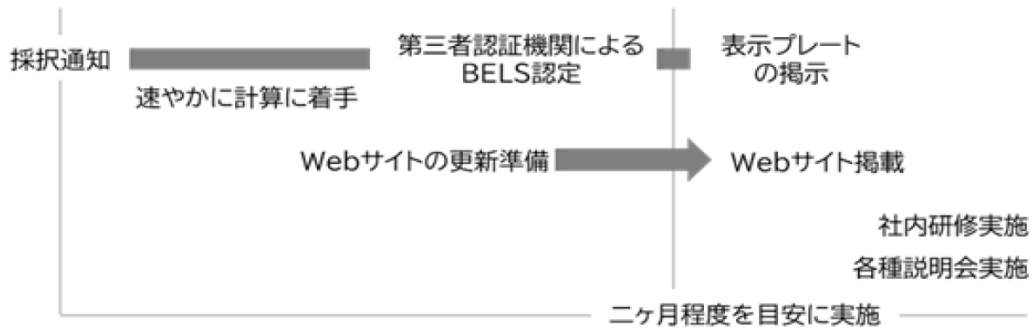 採択通知
速やかに計算に着手
第三者認証機関による
BELS認定
表示プレート
の掲示
Webサイトの更新準備
Webサイト掲載
社内研修実施
各種説明会実施
二ヶ月程度を目安に実施